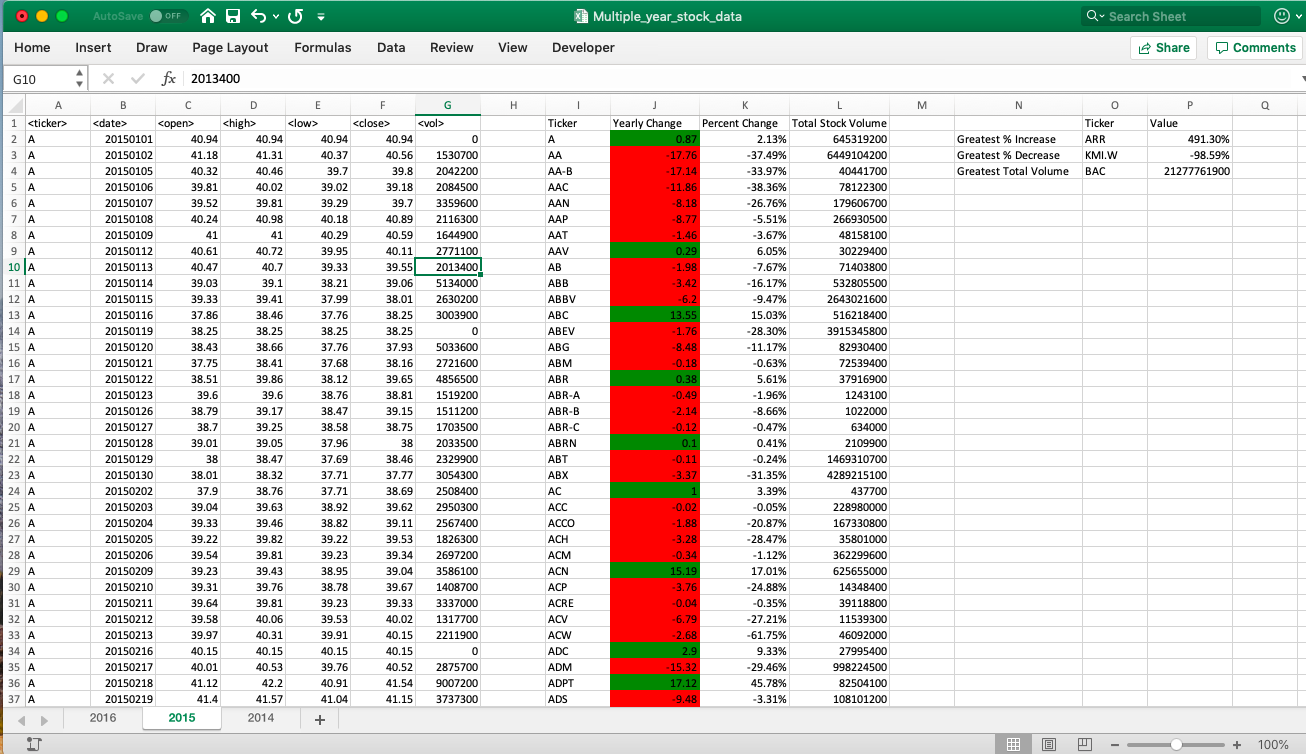 AutoSave OFF Multiple_year_stock_data Search Sheet
Home Insert Draw Page Layout Formulas Data Review View Developer Share Comments
G10 fx 2013400
A B C D E F G H I J K L M N O P Q
1 <ticker> <date> <open> <high> <low> <close> <vol> Ticker Yearly Change Percent Change Total Stock Volume Ticker Value
2 A 20150101 40.94 40.94 40.94 40.94 0 A 0.87 2.13% 645319200 Greatest % Increase ARR 491.30%
3 A 20150102 41.18 41.31 40.37 40.56 1530700 AA -17.76 -37.49% 6449104200 Greatest % Decrease KMI.W -98.59%
4 A 20150105 40.32 40.46 39.7 39.8 2042200 AA-B -17.14 -33.97% 40441700 Greatest Total Volume BAC 21277761900
5 A 20150106 39.81 40.02 39.02 39.18 2084500 AAC -11.86 -38.36% 78122300
6 A 20150107 39.52 39.81 39.29 39.7 3359600 AAN -8.18 -26.76% 179606700
7 A 20150108 40.24 40.98 40.18 40.89 2116300 AAP -8.77 -5.51% 266930500
8 A 20150109 41 41 40.29 40.59 1644900 AAT -1.46 -3.67% 48158100
9 A 20150112 40.61 40.72 39.95 40.11 2771100 AAV 0.29 6.05% 30229400
10 A 20150113 40.47 40.7 39.33 39.55 2013400 AB -1.98 -7.67% 71403800
11 A 20150114 39.03 39.1 38.21 39.06 5134000 ABB -3.42 -16.17% 532805500
12 A 20150115 39.33 39.41 37.99 38.01 2630200 ABBV -6.2 -9.47% 2643021600
13 A 20150116 37.86 38.46 37.76 38.25 3003900 ABC 13.55 15.03% 516218400
14 A 20150119 38.25 38.25 38.25 38.25 0 ABEV -1.76 -28.30% 3915345800
15 A 20150120 38.43 38.66 37.76 37.93 5033600 ABG -8.48 -11.17% 82930400
16 A 20150121 37.75 38.41 37.68 38.16 2721600 ABM -0.18 -0.63% 72539400
17 A 20150122 38.51 39.86 38.12 39.65 4856500 ABR 0.38 5.61% 37916900
18 A 20150123 39.6 39.6 38.76 38.81 1519200 ABR-A -0.49 -1.96% 1243100
19 A 20150126 38.79 39.17 38.47 39.15 1511200 ABR-B -2.14 -8.66% 1022000
20 A 20150127 38.7 39.25 38.58 38.75 1703500 ABR-C -0.12 -0.47% 634000
21 A 20150128 39.01 39.05 37.96 38 2033500 ABRN 0.1 0.41% 2109900
22 A 20150129 38 38.47 37.69 38.46 2329900 ABT -0.11 -0.24% 1469310700
23 A 20150130 38.01 38.32 37.71 37.77 3054300 ABX -3.37 -31.35% 4289215100
24 A 20150202 37.9 38.76 37.71 38.69 2508400 AC 1 3.39% 437700
25 A 20150203 39.04 39.63 38.92 39.62 2950300 ACC -0.02 -0.05% 228980000
26 A 20150204 39.33 39.46 38.82 39.11 2567400 ACCO -1.88 -20.87% 167330800
27 A 20150205 39.22 39.82 39.22 39.53 1826300 ACH -3.28 -28.47% 35801000
28 A 20150206 39.54 39.81 39.23 39.34 2697200 ACM -0.34 -1.12% 362299600
29 A 20150209 39.23 39.43 38.95 39.04 3586100 ACN 15.19 17.01% 625655000
30 A 20150210 39.31 39.76 38.78 39.67 1408700 ACP -3.76 -24.88% 14348400
31 A 20150211 39.64 39.81 39.23 39.33 3337000 ACRE -0.04 -0.35% 39118800
32 A 20150212 39.58 40.06 39.53 40.02 1317700 ACV -6.79 -27.21% 11539300
33 A 20150213 39.97 40.31 39.91 40.15 2211900 ACW -2.68 -61.75% 46092000
34 A 20150216 40.15 40.15 40.15 40.15 0 ADC 2.9 9.33% 27995400
35 A 20150217 40.01 40.53 39.76 40.52 2875700 ADM -15.32 -29.46% 998224500
36 A 20150218 41.12 42.2 40.91 41.54 9007200 ADPT 17.12 45.78% 82504100
37 A 20150219 41.4 41.57 41.04 41.15 3737300 ADS -9.48 -3.31% 108101200
2016 2015 2014 +
100%